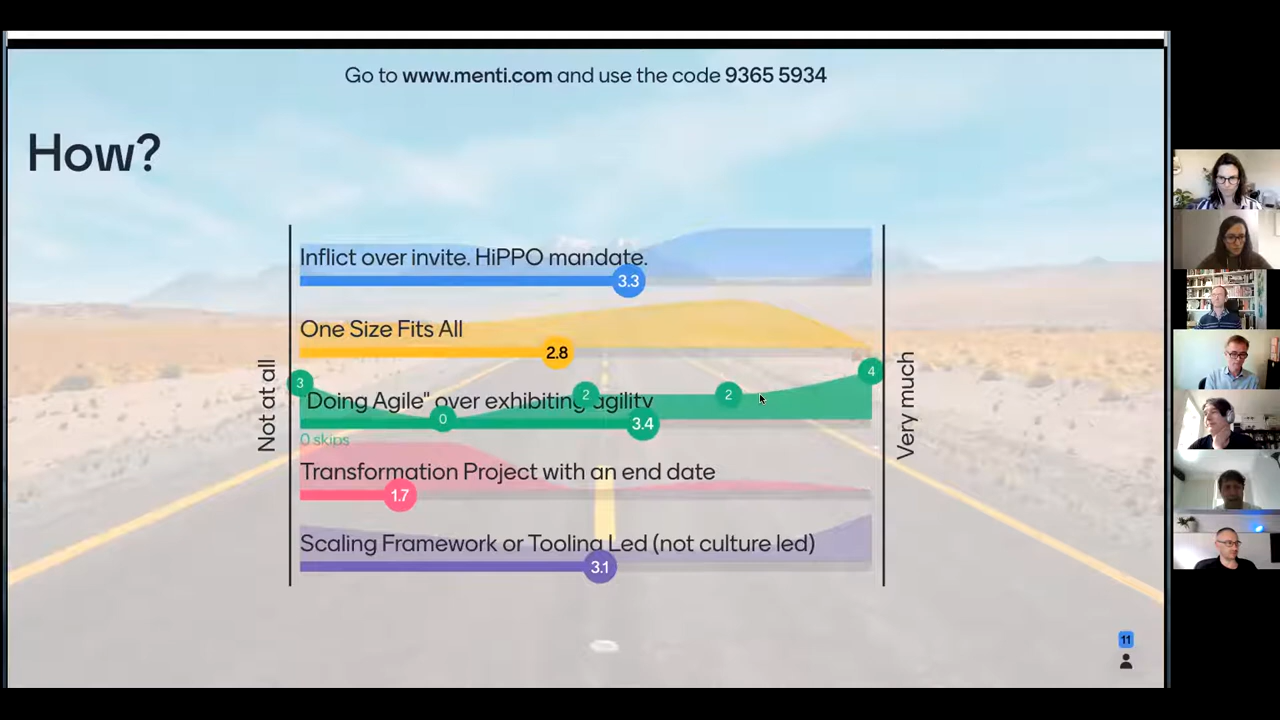 Go to www.menti.com and use the code 9365 5934
How?
Not at all
Very much
Inflict over invite. HiPPO mandate.
3.3
One Size Fits All
2.8
3
0
2
2
4
Doing Agile" over exhibiting agility
3.4
0 skips
Transformation Project with an end date
1.7
Scaling Framework or Tooling Led (not culture led)
3.1
11